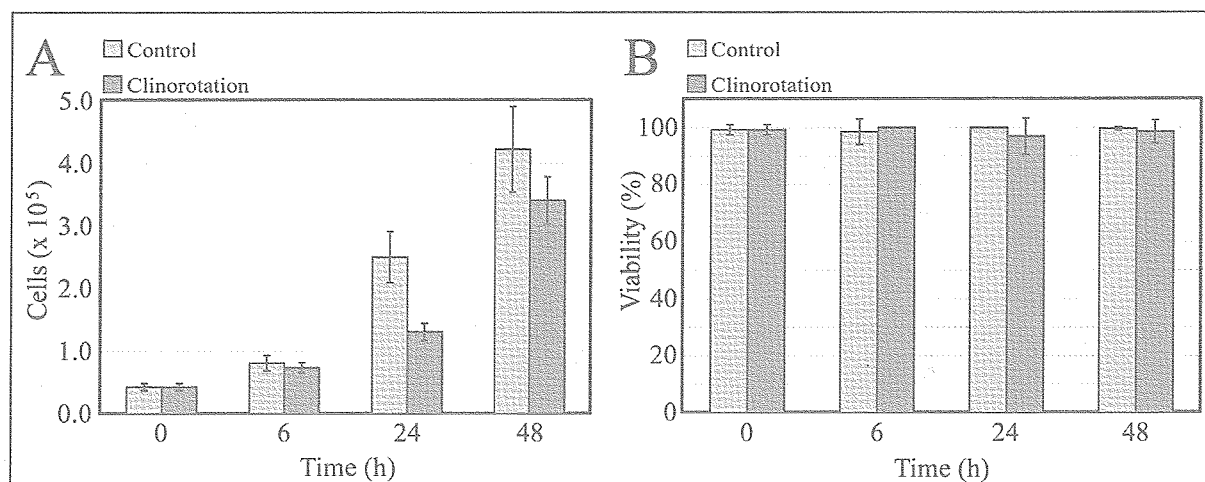 A
Control
Clinorotation
5.0
4.0
3.0
2.0
1.0
0.0
Cells (x 10⁵)
0 6 24 48
Time (h)
B
Control
Clinorotation
100
80
60
40
20
0
Viability (%)
0 6 24 48
Time (h)